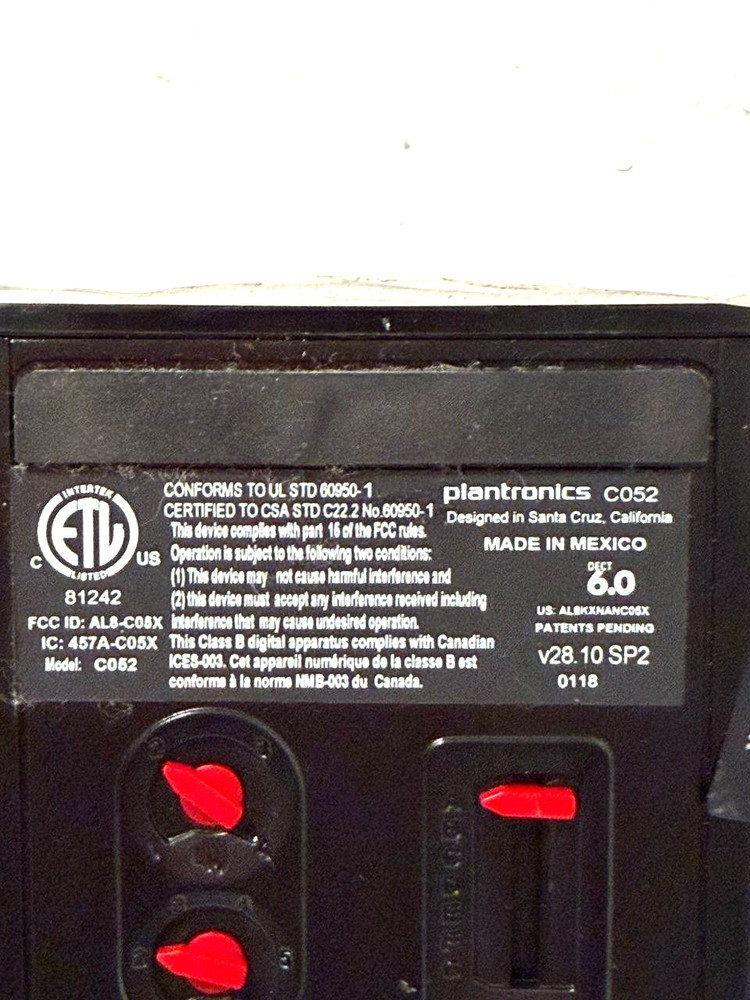 INTERTEK
ETL
LISTED
C US
81242
FCC ID: AL8-C05X
IC: 457A-C05X
Model: C052
CONFORMS TO UL STD 60950-1
CERTIFIED TO CSA STD C22.2 No.60950-1
This device complies with part 15 of the FCC rules.
Operation is subject to the following two conditions:
(1) This device may not cause harmful interference and
(2) this device must accept any interference received including
interference that may cause undesired operation.
This Class B digital apparatus complies with Canadian
ICES-003. Cet appareil numérique de la classe B est
conforme à la norme NMB-003 du Canada.
plantronics C052
Designed in Santa Cruz, California
MADE IN MEXICO
DECT
6.0
US: AL8KXNANC05X
PATENTS PENDING
v28.10 SP2
0118
2 3
2 3 4 5